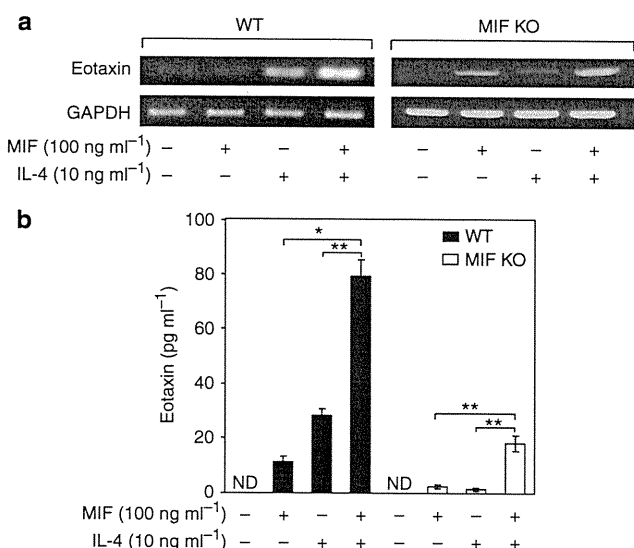 a
WT MIF KO
Eotaxin
GAPDH
MIF (100 ng ml⁻¹) − + − + − + − +
IL-4 (10 ng ml⁻¹) − − + + − − + +
b
100
80
60
40
20
0
Eotaxin (pg ml⁻¹)
* **
WT
MIF KO
** **
ND ND
MIF (100 ng ml⁻¹) − + − + − + − +
IL-4 (10 ng ml⁻¹) − − + + − − + +